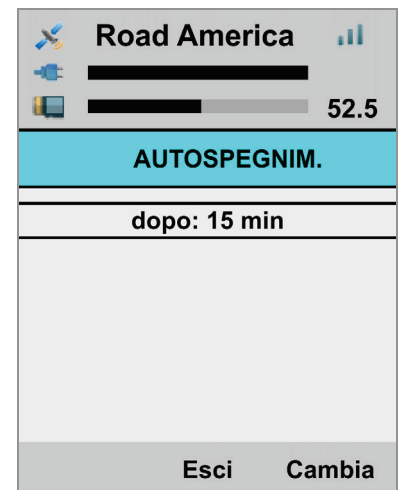 Road America
52.5
AUTOSPEGNIM.
dopo: 15 min
Esci Cambia